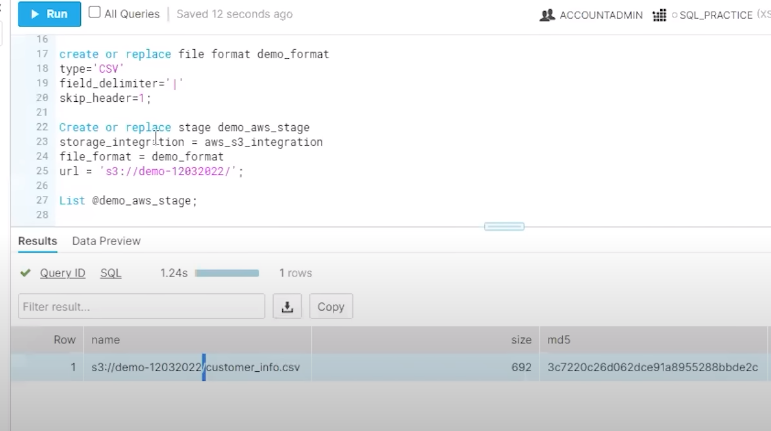 Run All Queries Saved 12 seconds ago ACCOUNTADMIN SQL_PRACTICE (XS
16
17 create or replace file format demo_format
18 type='CSV'
19 field_delimiter='|'
20 skip_header=1;
21
22 Create or replace stage demo_aws_stage
23 storage_integration = aws_s3_integration
24 file_format = demo_format
25 url = 's3://demo-12032022/';
26
27 List @demo_aws_stage;
28
Results Data Preview
Query ID SQL 1.24s 1 rows
Filter result... Copy
Row name size md5
1 s3://demo-12032022/customer_info.csv 692 3c7220c26d062dce91a8955288bbde2c